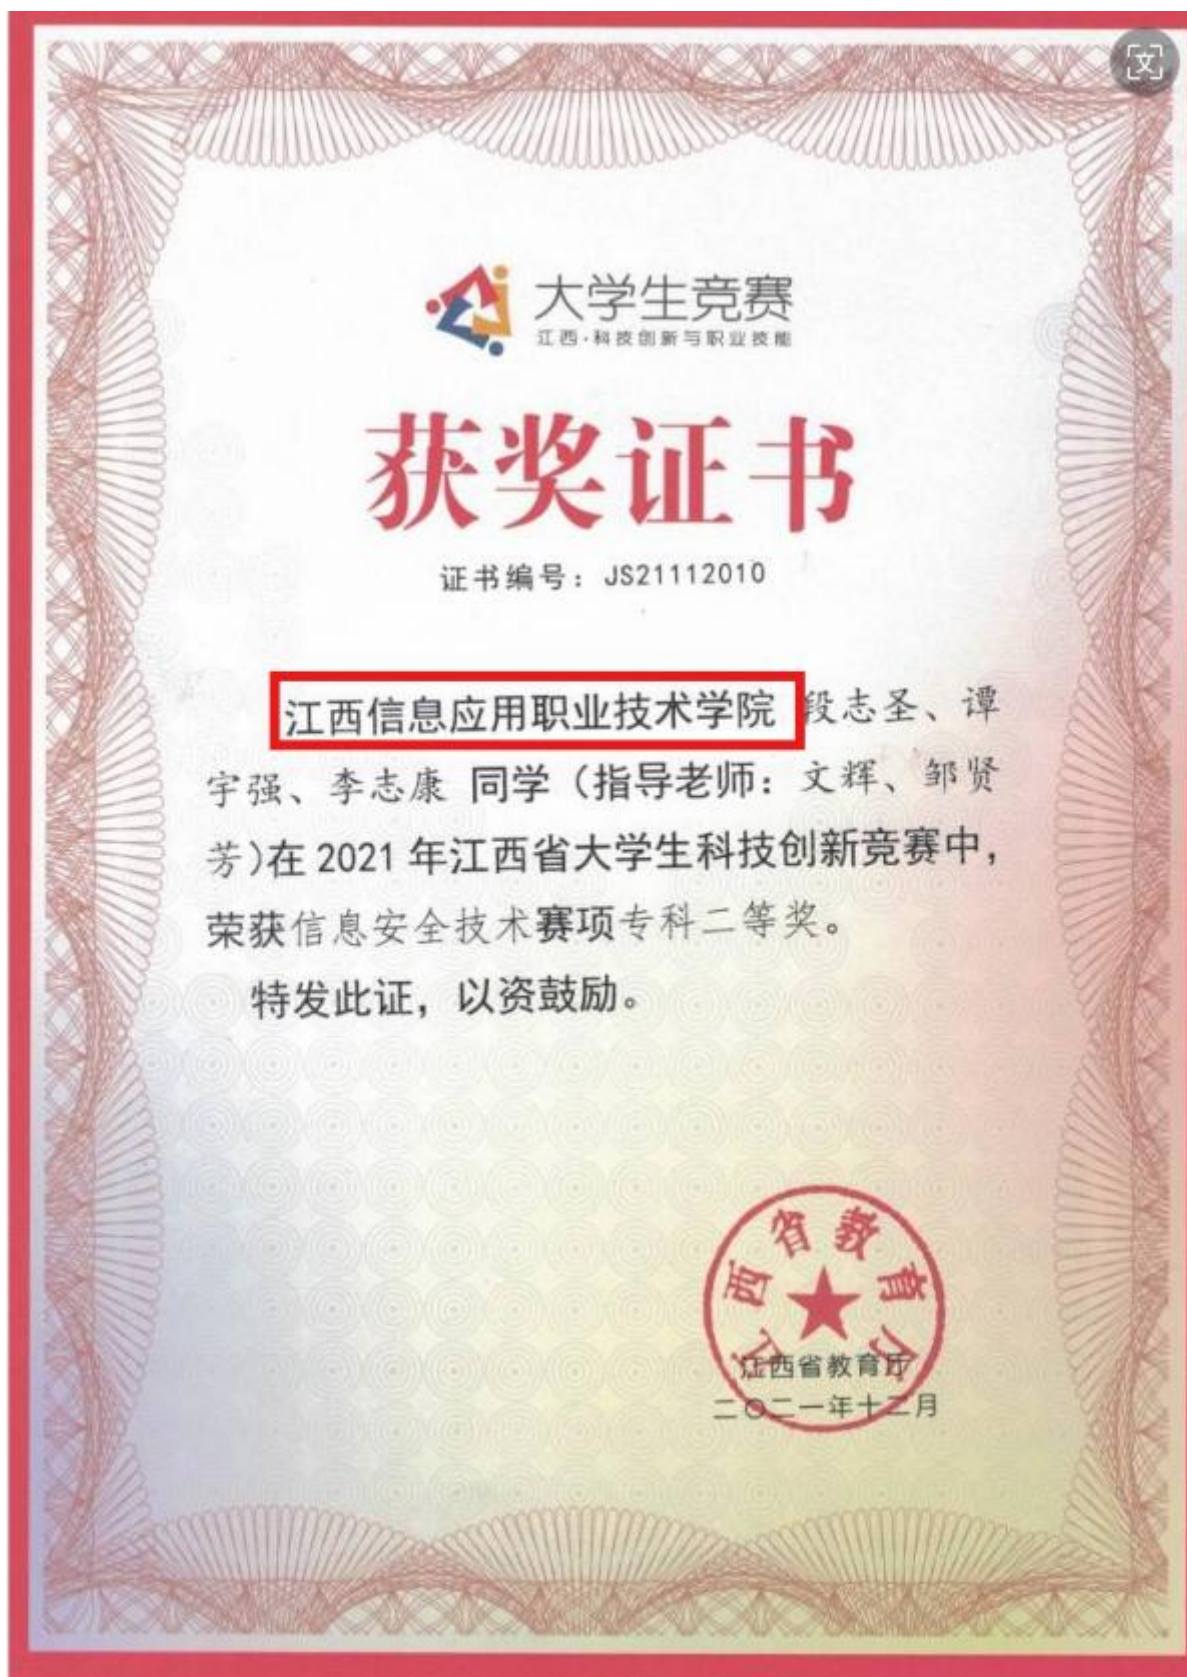 文
大学生竞赛
江西·科技创新与职业技能
获奖证书
证书编号：JS21112010
江西信息应用职业技术学院 段志圣、谭
宇强、李志康 同学（指导老师：文辉、邹贤
芳）在 2021 年江西省大学生科技创新竞赛中，
荣获信息安全技术赛项专科二等奖。
特发此证，以资鼓励。
江西省教育厅
江西省教育厅
二〇二一年十二月